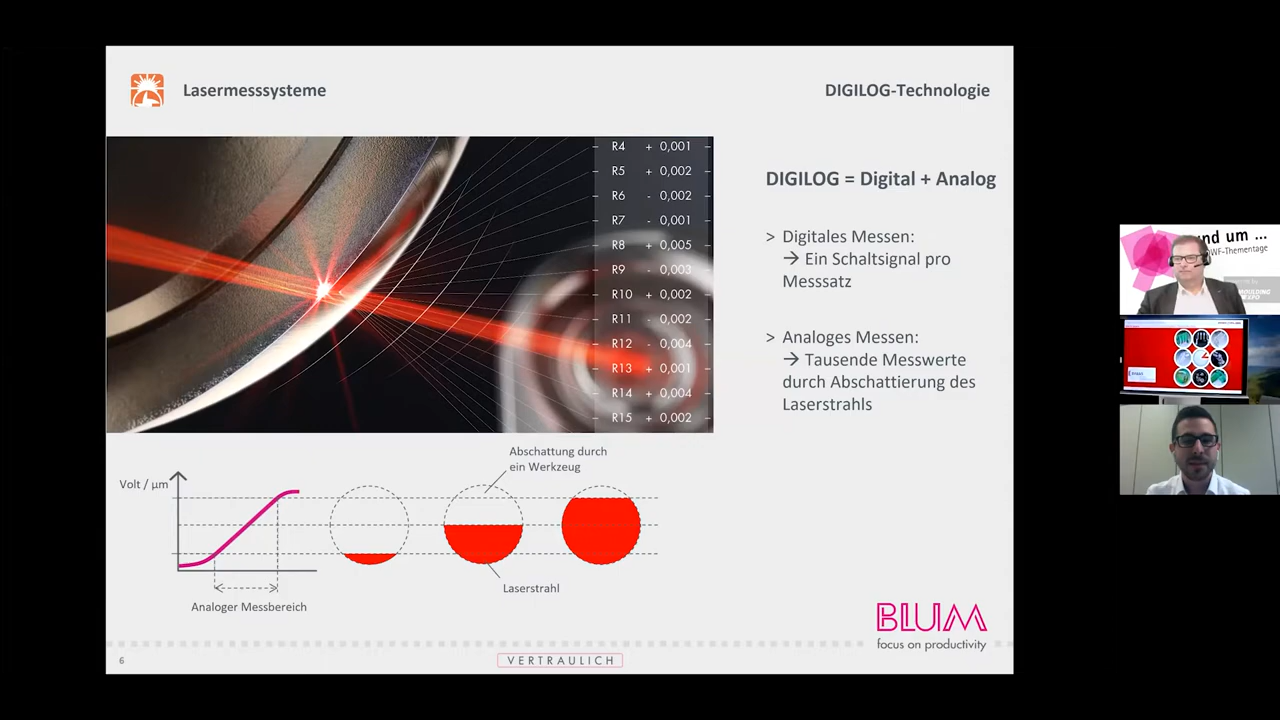 Lasermesssysteme
DIGILOG-Technologie
R4 + 0,001
R5 + 0,002
R6 - 0,002
R7 - 0,001
R8 + 0,005
R9 - 0,003
R10 + 0,002
R11 - 0,002
R12 - 0,004
R13 + 0,001
R14 + 0,004
R15 + 0,002
DIGILOG = Digital + Analog
> Digitales Messen:
→ Ein Schaltsignal pro
Messsatz
> Analoges Messen:
→ Tausende Messwerte
durch Abschattierung des
Laserstrahls
Abschattung durch
ein Werkzeug
Volt / µm
Laserstrahl
Analoger Messbereich
BLUM
focus on productivity
6
VERTRAULICH
nd um ...
WF-Thementage